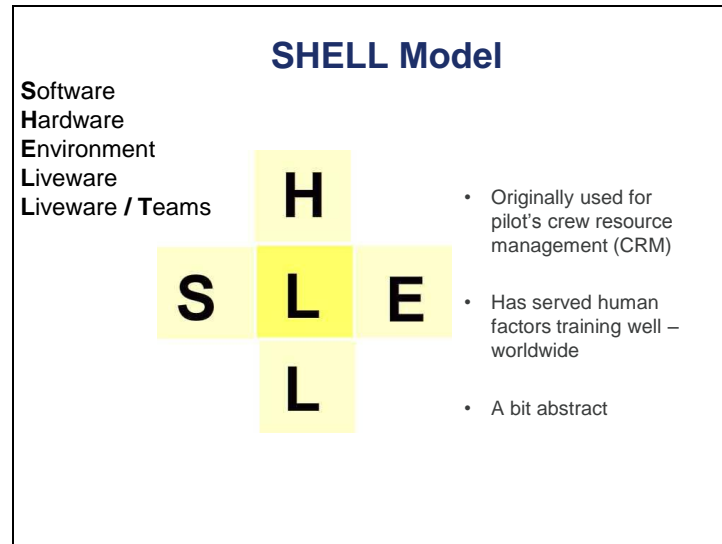 SHELL Model
Software
Hardware
Environment
Liveware
Liveware / Teams
H
S L E
L
• Originally used for
pilot's crew resource
management (CRM)
• Has served human
factors training well –
worldwide
• A bit abstract